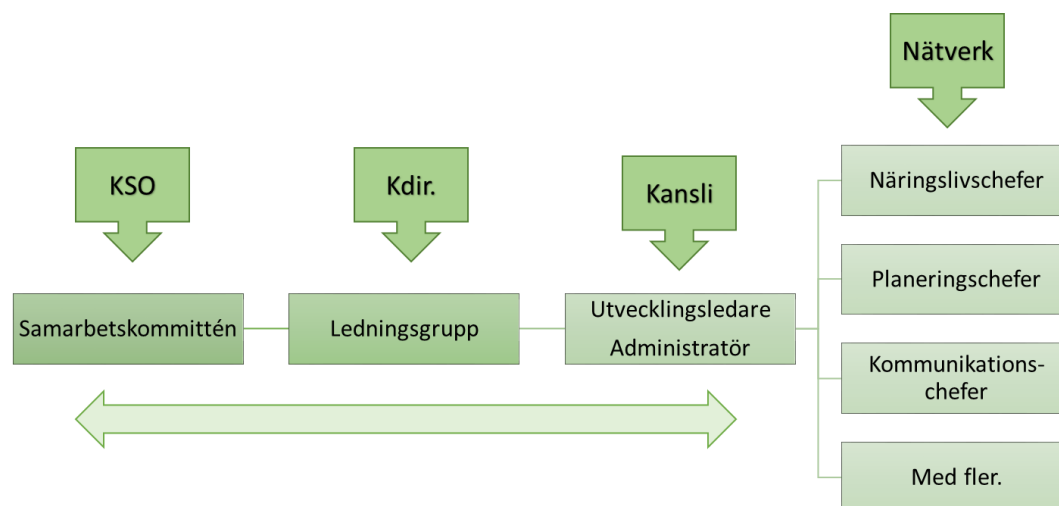 Nätverk
KSO
Kdir.
Kansli
Näringslivschefer
Samarbetskommittén
Ledningsgrupp
Utvecklingsledare
Administratör
Planeringschefer
Kommunikations-
chefer
Med fler.